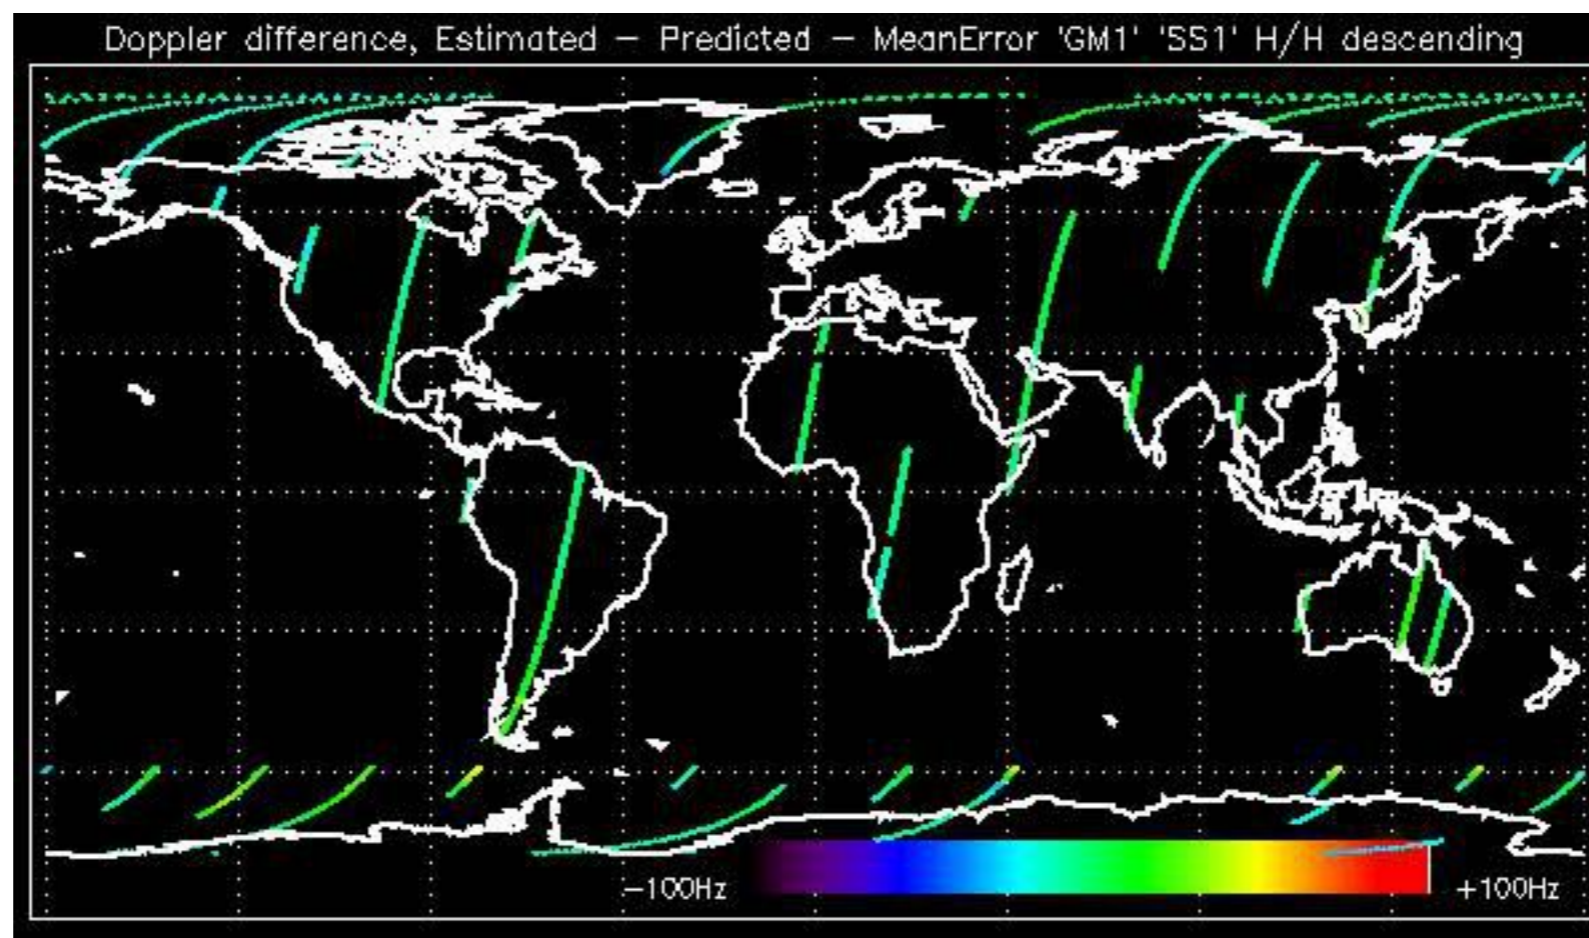 Doppler difference, Estimated – Predicted – MeanError 'GM1' 'SS1' H/H descending
–100Hz +100Hz